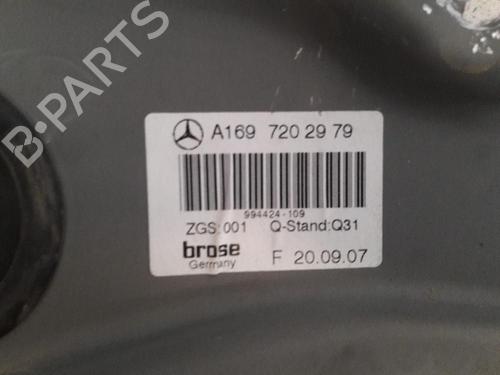 B-PARTS
A169 720 29 79
994424-109
ZGS:001 Q-Stand:Q31
brose
Germany
F 20.09.07